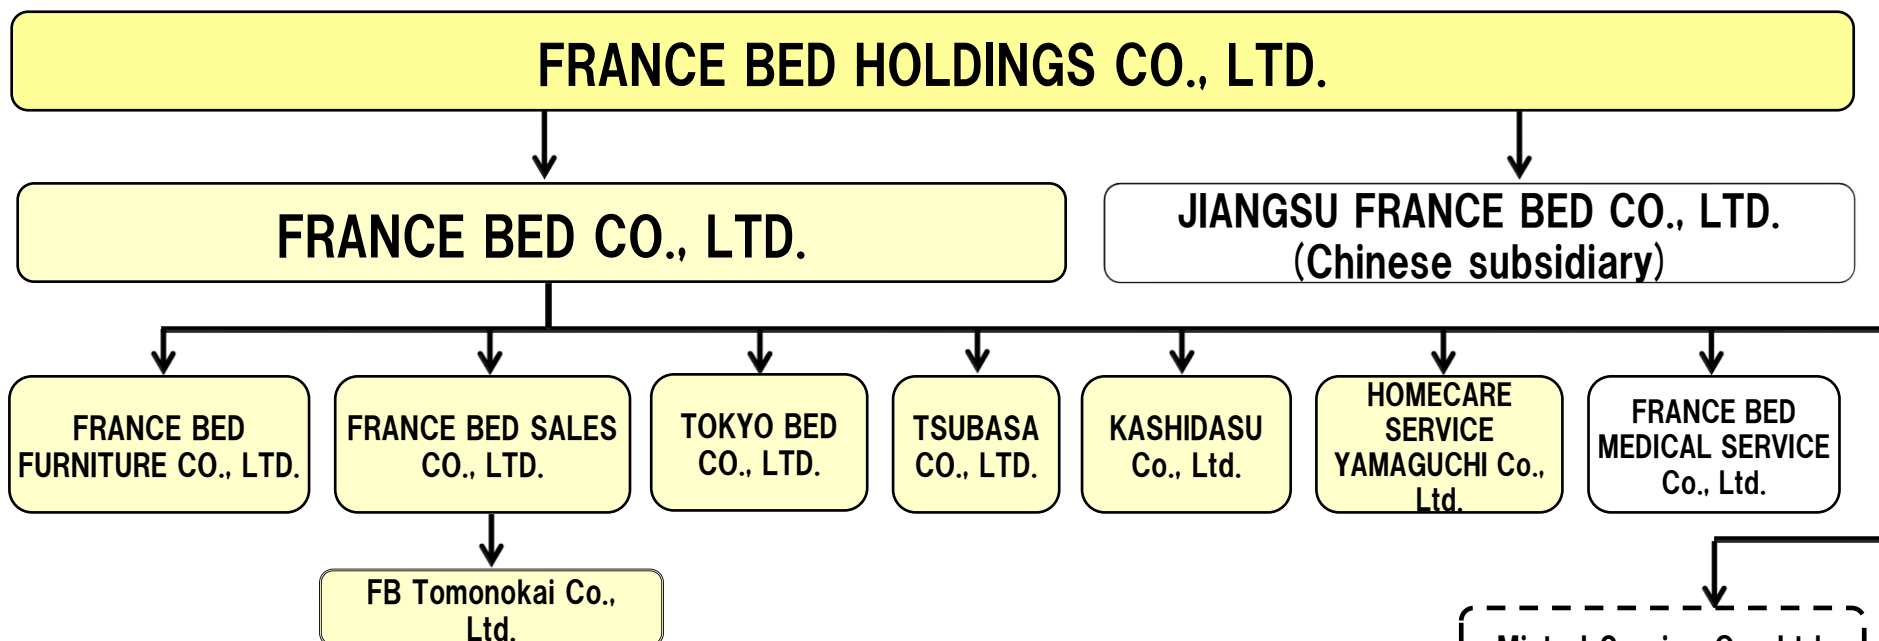 FRANCE BED HOLDINGS CO., LTD.
FRANCE BED CO., LTD.
JIANGSU FRANCE BED CO., LTD.
(Chinese subsidiary)
FRANCE BED
FURNITURE CO., LTD.
FRANCE BED SALES
CO., LTD.
TOKYO BED
CO., LTD.
TSUBASA
CO., LTD.
KASHIDASU
Co., Ltd.
HOMECARE
SERVICE
YAMAGUCHI Co.,
Ltd.
FRANCE BED
MEDICAL SERVICE
Co., Ltd.
FB Tomonokai Co.,
Ltd.